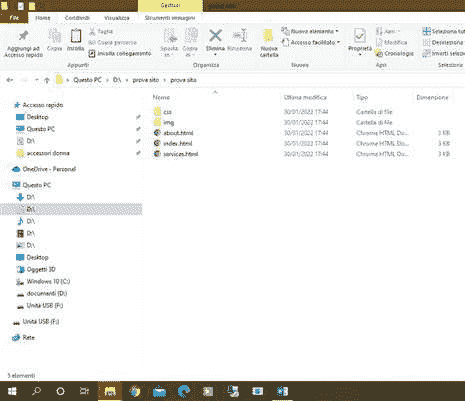 Gestisci
prova sito
File
Home
Condividi
Visualizza
Strumenti immagini
Aggiungi ad
Accesso rapido
Copia
Incolla
Taglia
Copia percorso
Incolla collegamento
Appunti
Elimina
Organizza
Nuova
cartella
Nuovo elemento
Accesso facilitato
Nuovo
Proprietà
Apri
Modifica
Cronologia
Apri
Seleziona tutto
Questo PC > D:\ > prova sito > prova sito
Nome
Ultima modifica
Tipo
Dimensione
css
30/01/2022 17:44
Cartella di file
img
30/01/2022 17:44
Cartella di file
about.html
30/01/2022 17:44
Chrome HTML Do...
3 KB
index.html
30/01/2022 17:44
Chrome HTML Do...
3 KB
services.html
30/01/2022 17:44
Chrome HTML Do...
3 KB
Accesso rapido
Desktop
Questo PC
D:\
accessori donna
OneDrive - Personal
Questo PC
D:\
D:\
D:\
D:\
D:\
Desktop
Oggetti 3D
Windows 10 (C:)
documenti (D:)
Unità USB (F:)
Unità USB (F:)
Rete
5 elementi